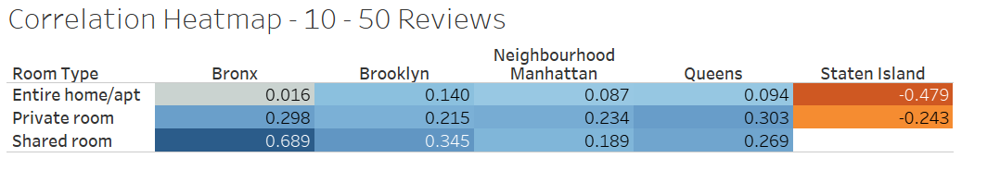 Correlation Heatmap - 10 - 50 Reviews
Neighbourhood
Room Type Bronx Brooklyn Manhattan Queens Staten Island
Entire home/apt 0.016 0.140 0.087 0.094 -0.479
Private room 0.298 0.215 0.234 0.303 -0.243
Shared room 0.689 0.345 0.189 0.269